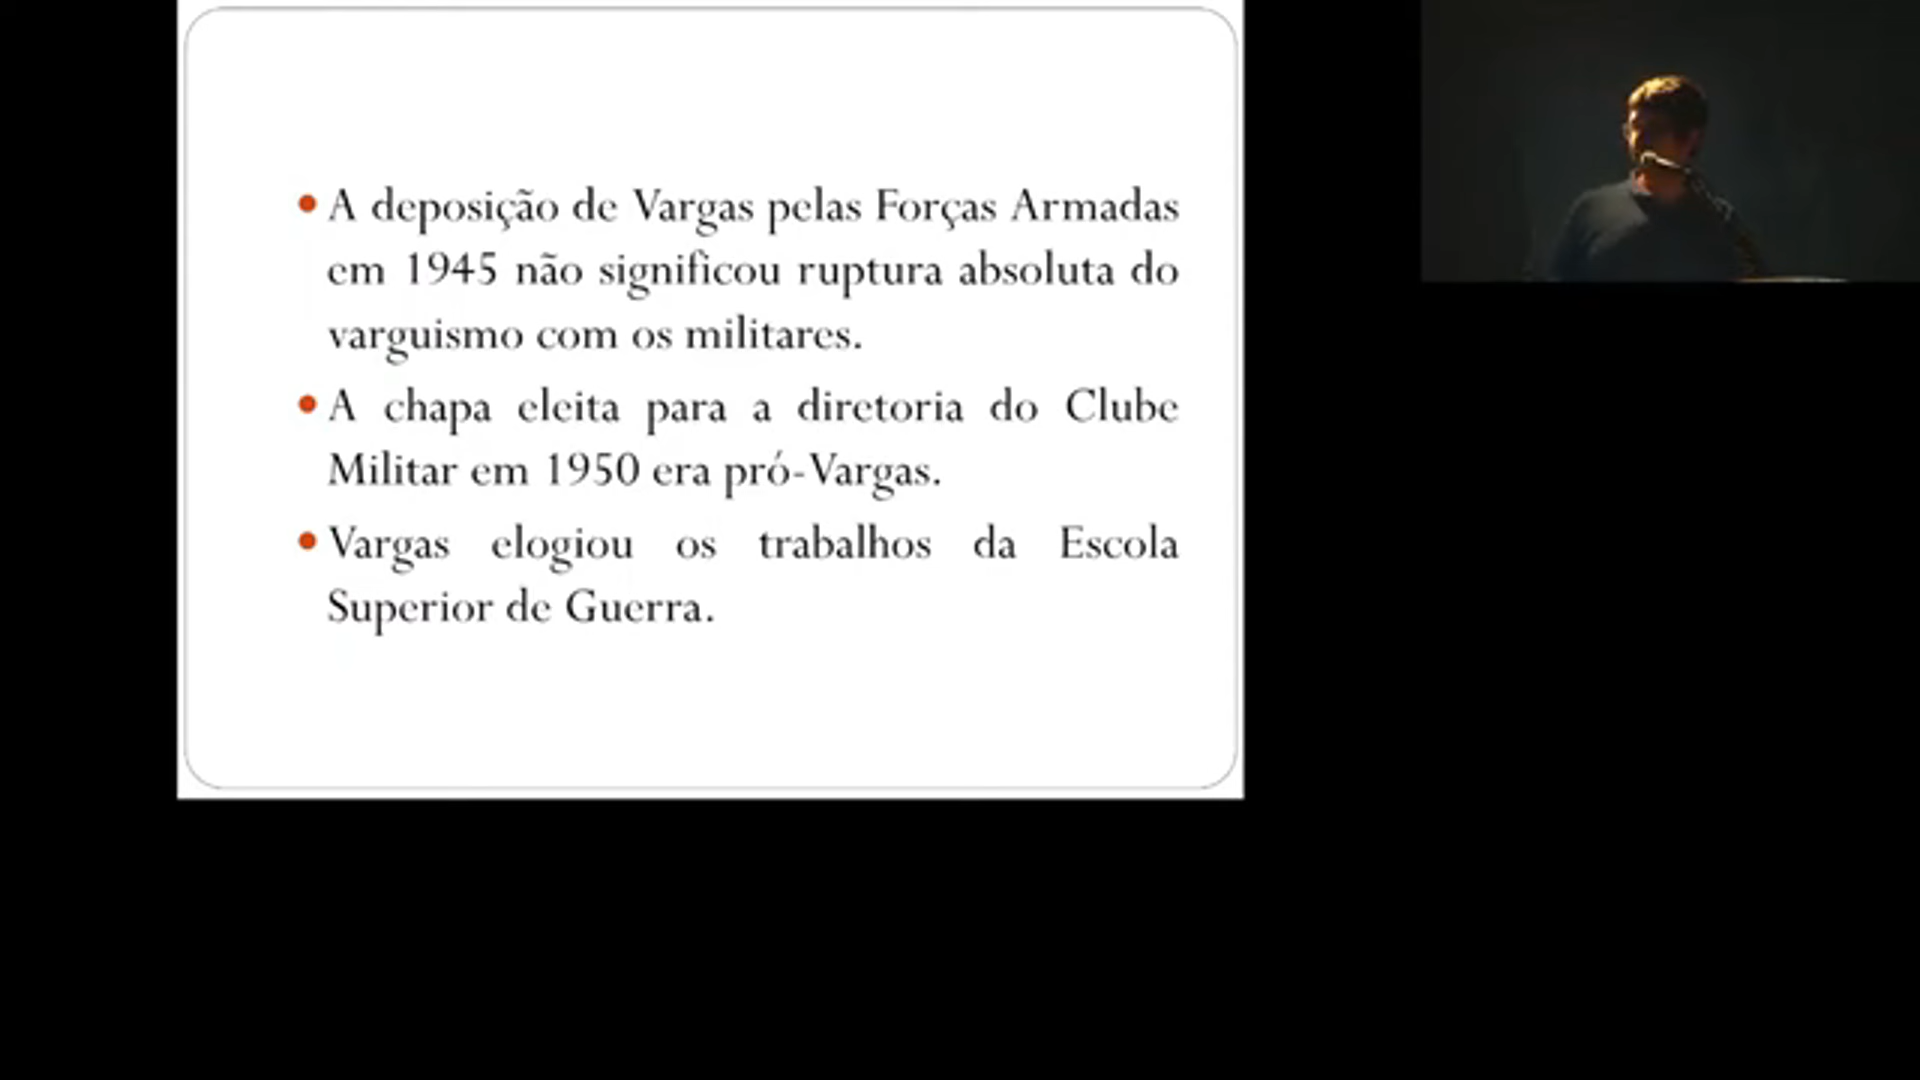 • A deposição de Vargas pelas Forças Armadas
em 1945 não significou ruptura absoluta do
varguismo com os militares.
• A chapa eleita para a diretoria do Clube
Militar em 1950 era pró-Vargas.
• Vargas elogiou os trabalhos da Escola
Superior de Guerra.